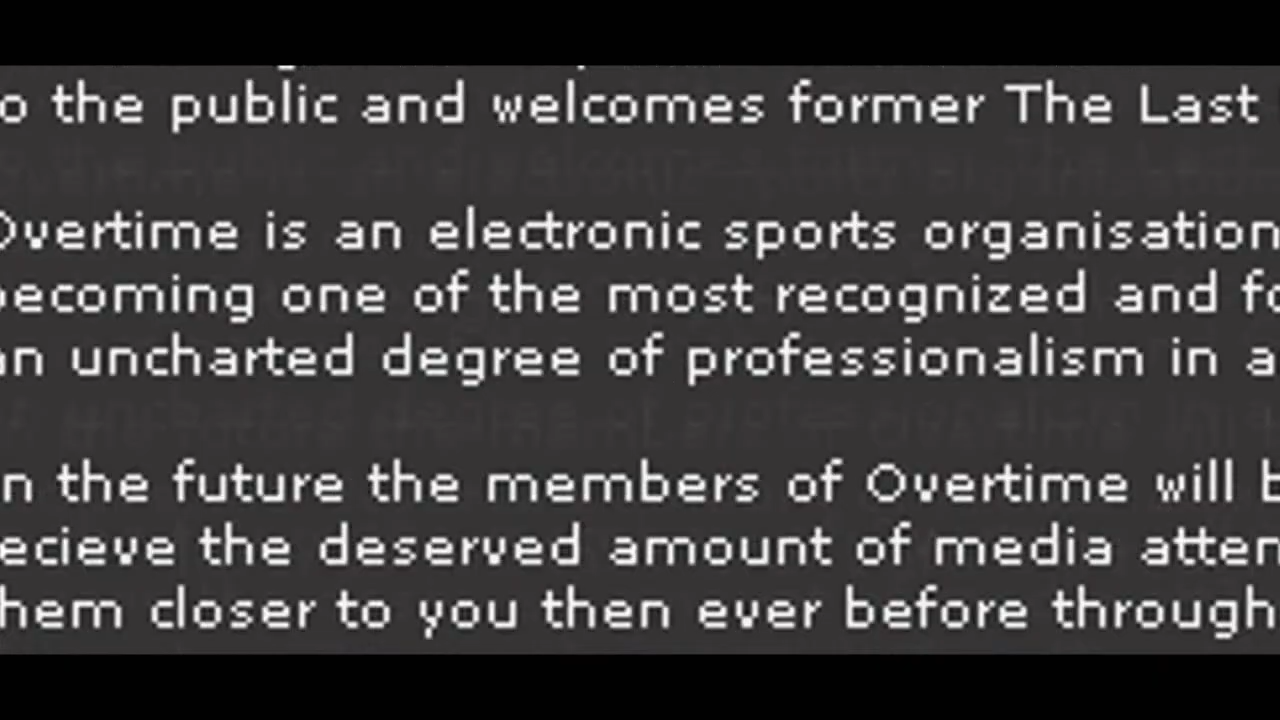 o the public and welcomes former The Last
Overtime is an electronic sports organisation
becoming one of the most recognized and fo
an uncharted degree of professionalism in a
n the future the members of Overtime will b
ecieve the deserved amount of media atten
hem closer to you then ever before through